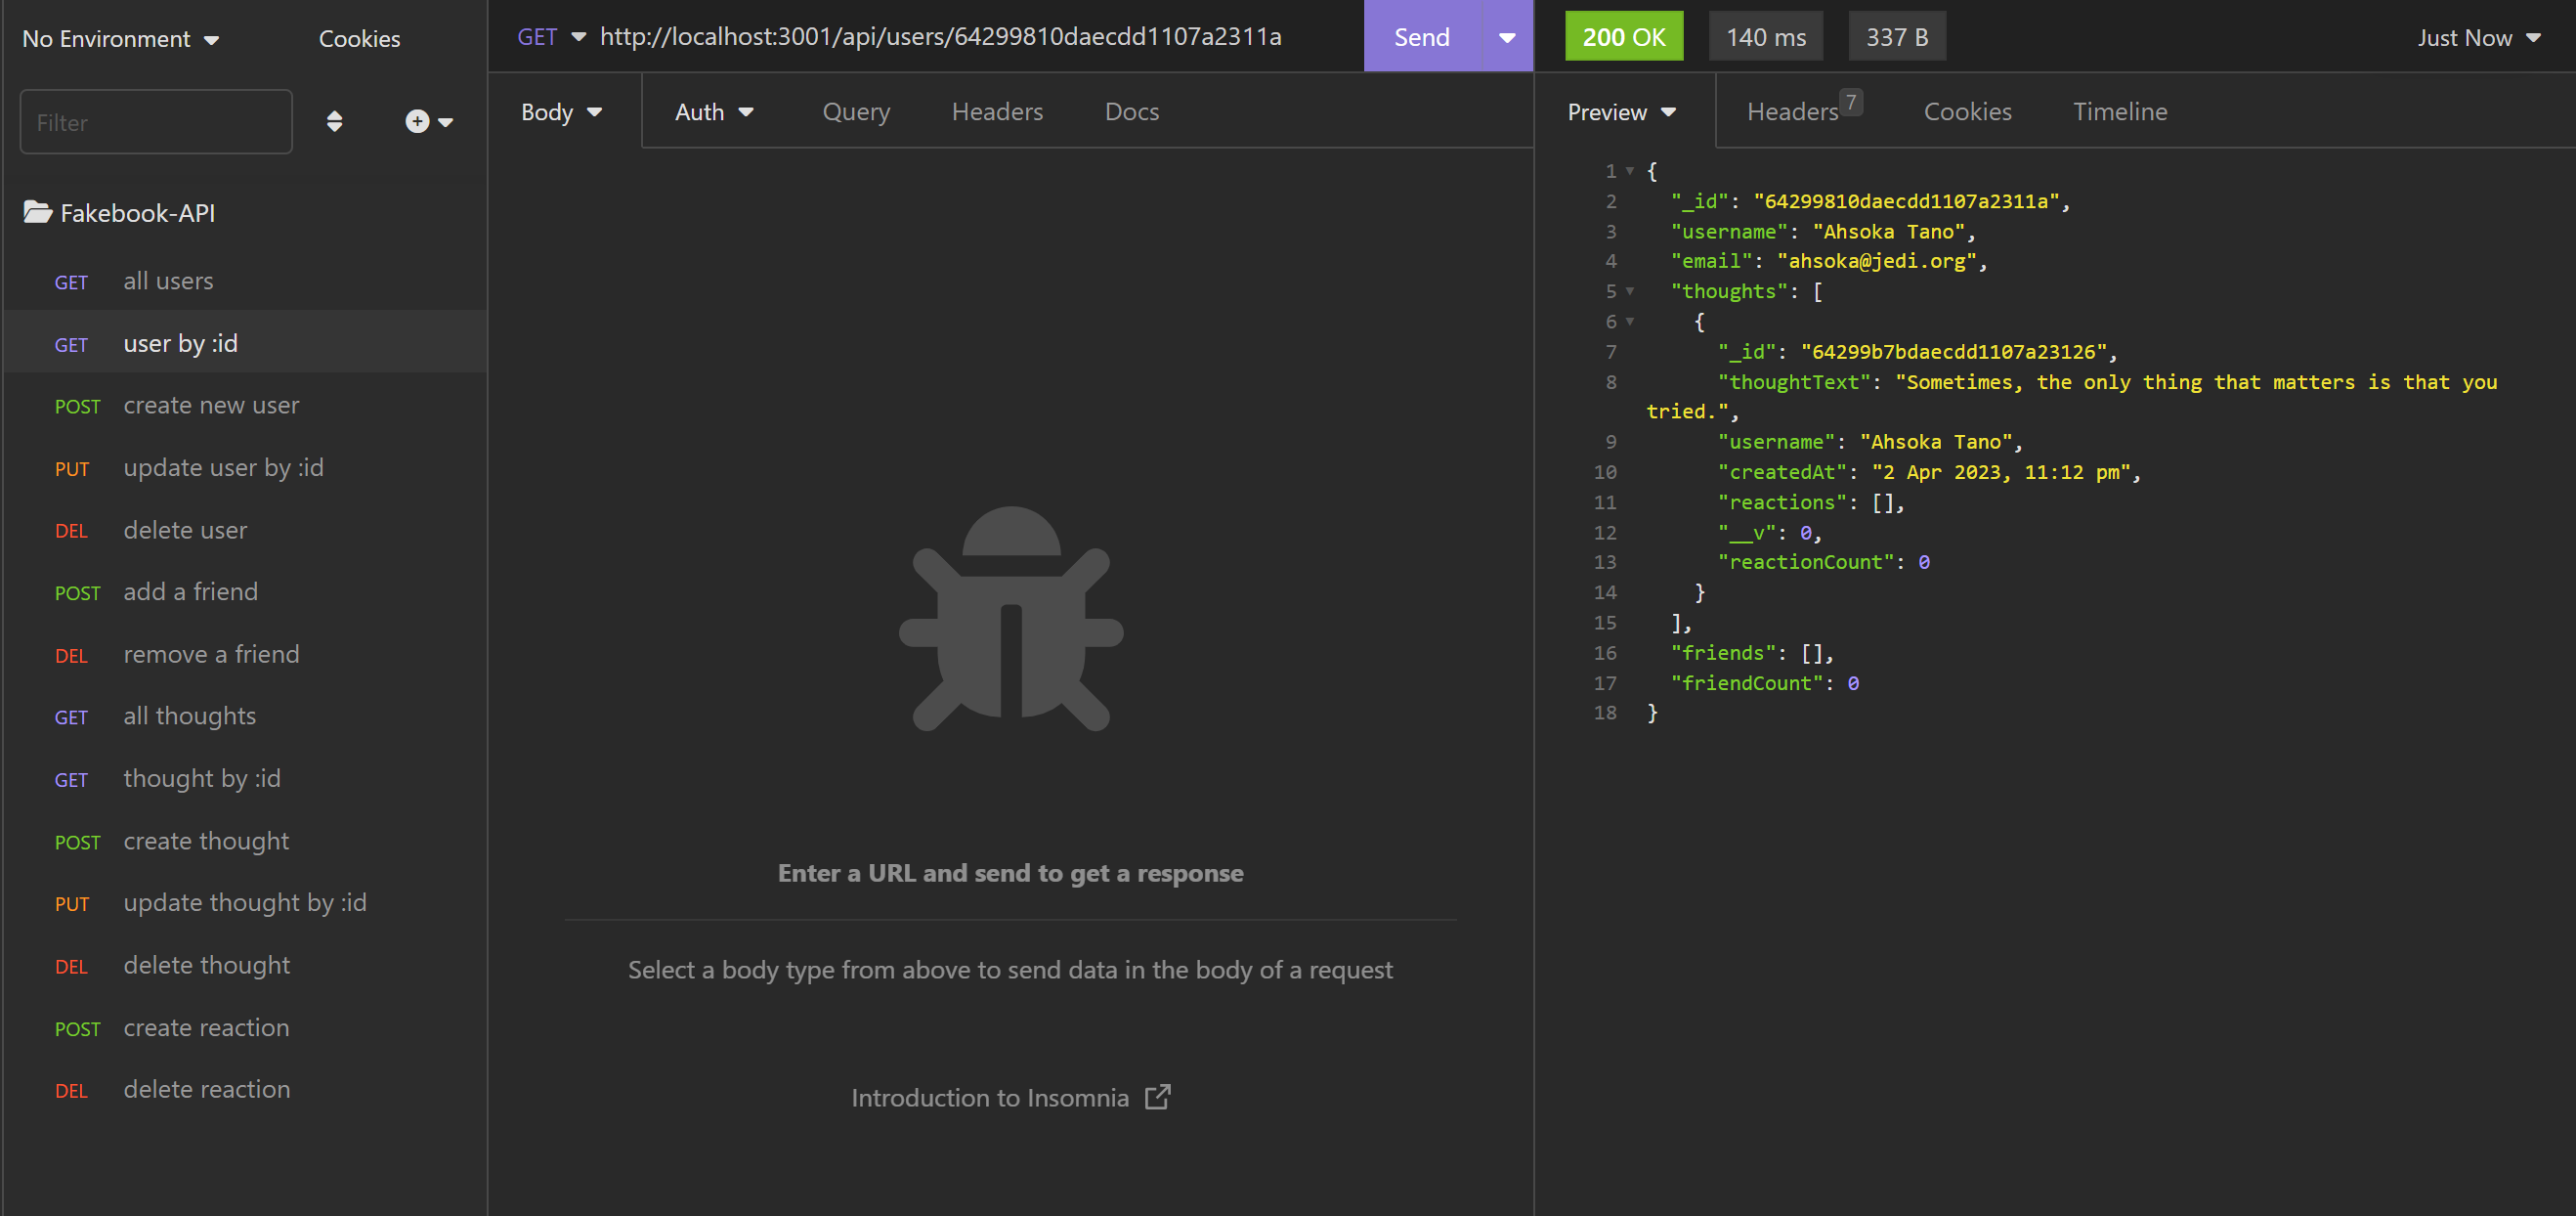 No Environment
Cookies
Filter
Fakebook-API
GET all users
GET user by :id
POST create new user
PUT update user by :id
DEL delete user
POST add a friend
DEL remove a friend
GET all thoughts
GET thought by :id
POST create thought
PUT update thought by :id
DEL delete thought
POST create reaction
DEL delete reaction
GET http://localhost:3001/api/users/64299810daecdd1107a2311a
Send
Body Auth Query Headers Docs
Enter a URL and send to get a response
Select a body type from above to send data in the body of a request
Introduction to Insomnia
200 OK 140 ms 337 B Just Now
Preview Headers 7 Cookies Timeline
1 {
2 "_id": "64299810daecdd1107a2311a",
3 "username": "Ahsoka Tano",
4 "email": "ahsoka@jedi.org",
5 "thoughts": [
6 {
7 "_id": "64299b7bdaecdd1107a23126",
8 "thoughtText": "Sometimes, the only thing that matters is that you
tried.",
9 "username": "Ahsoka Tano",
10 "createdAt": "2 Apr 2023, 11:12 pm",
11 "reactions": [],
12 "__v": 0,
13 "reactionCount": 0
14 }
15 ],
16 "friends": [],
17 "friendCount": 0
18 }